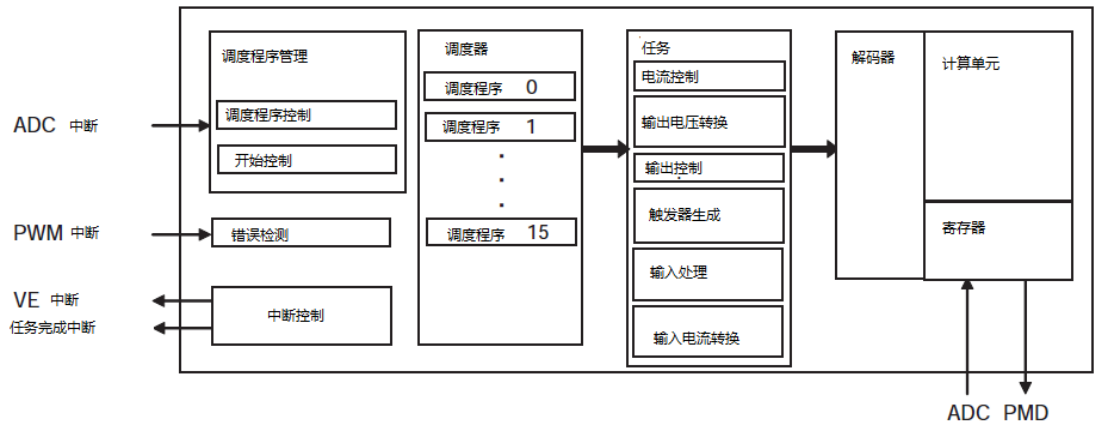 调度程序管理
调度程序控制
开始控制
ADC 中断
PWM 中断
错误检测
VE 中断
任务完成中断
中断控制
调度器
调度程序 0
调度程序 1
调度程序 15
任务
电流控制
输出电压转换
输出控制
触发器生成
输入处理
输入电流转换
解码器
计算单元
寄存器
ADC PMD